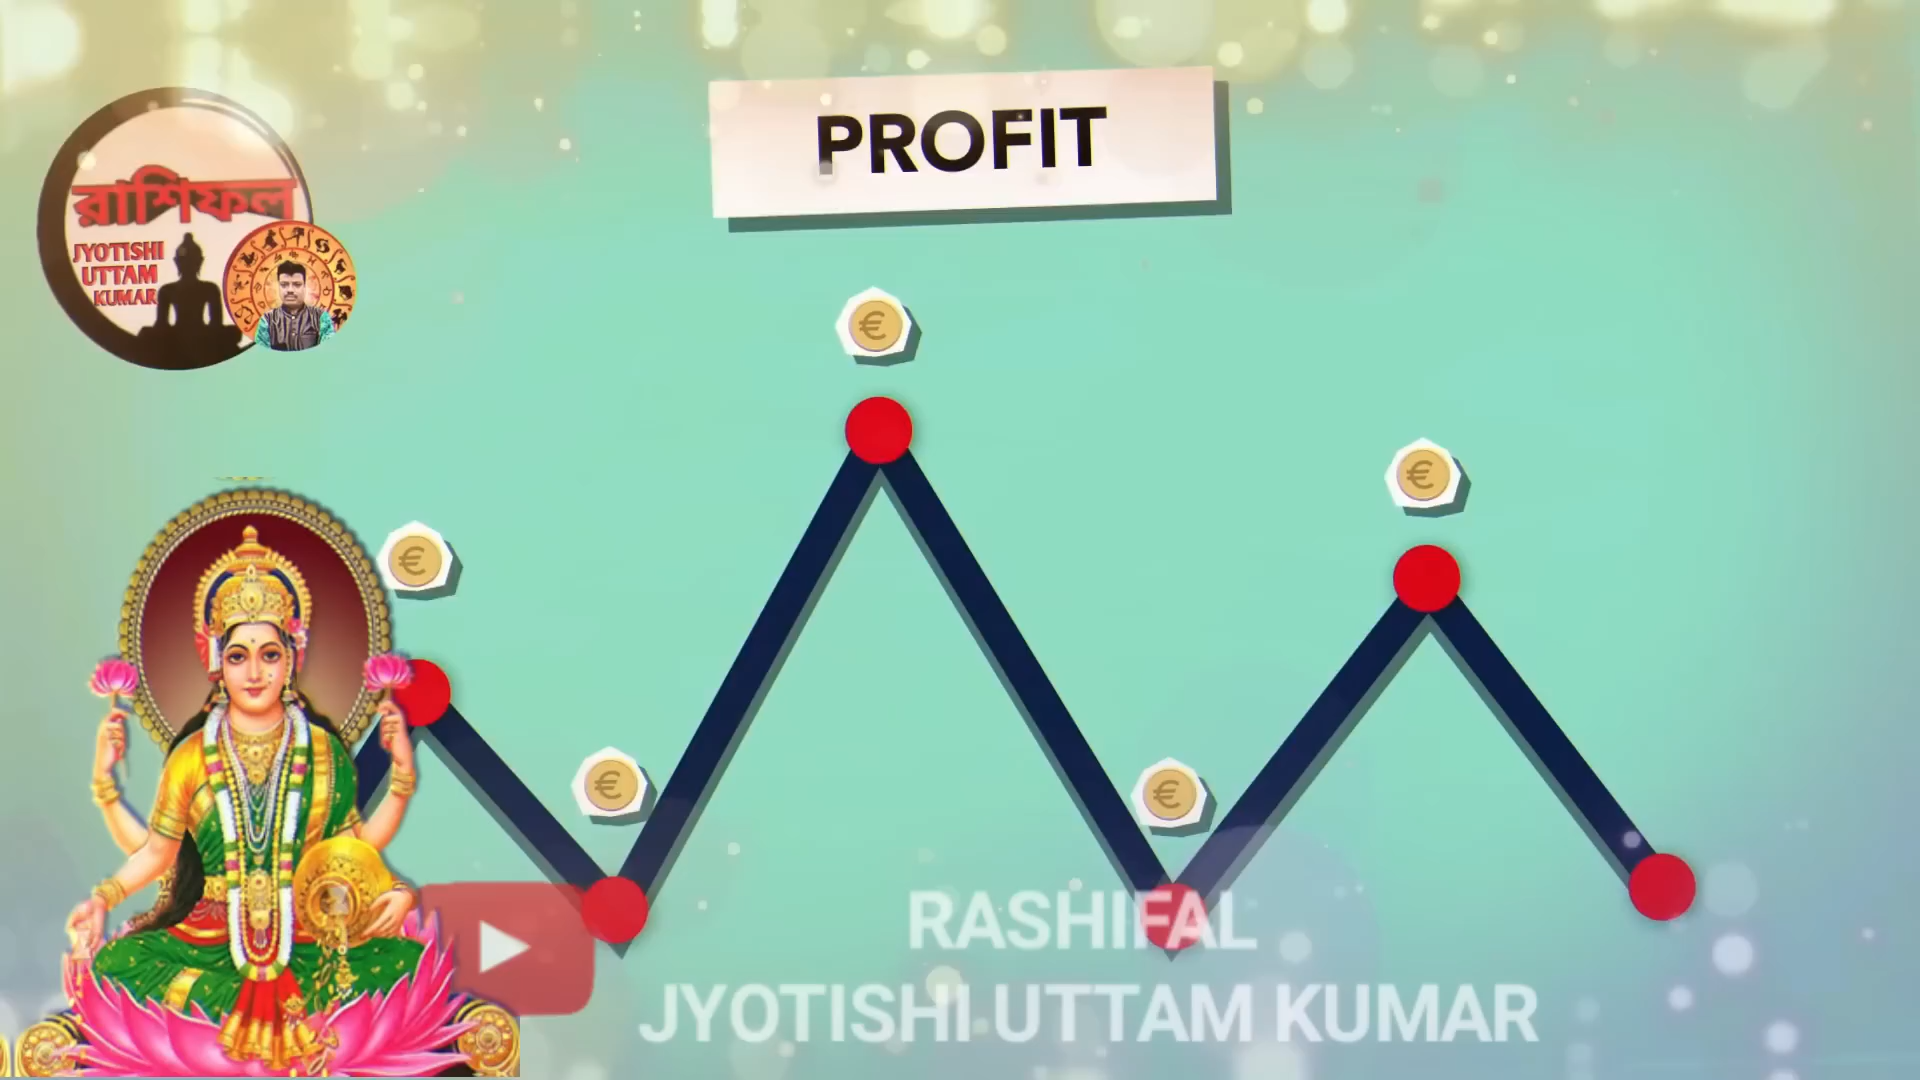 PROFIT
রাশিফল
JYOTISHI
UTTAM
KUMAR
€
€
€
€
€
RASHIFAL
JYOTISHI UTTAM KUMAR